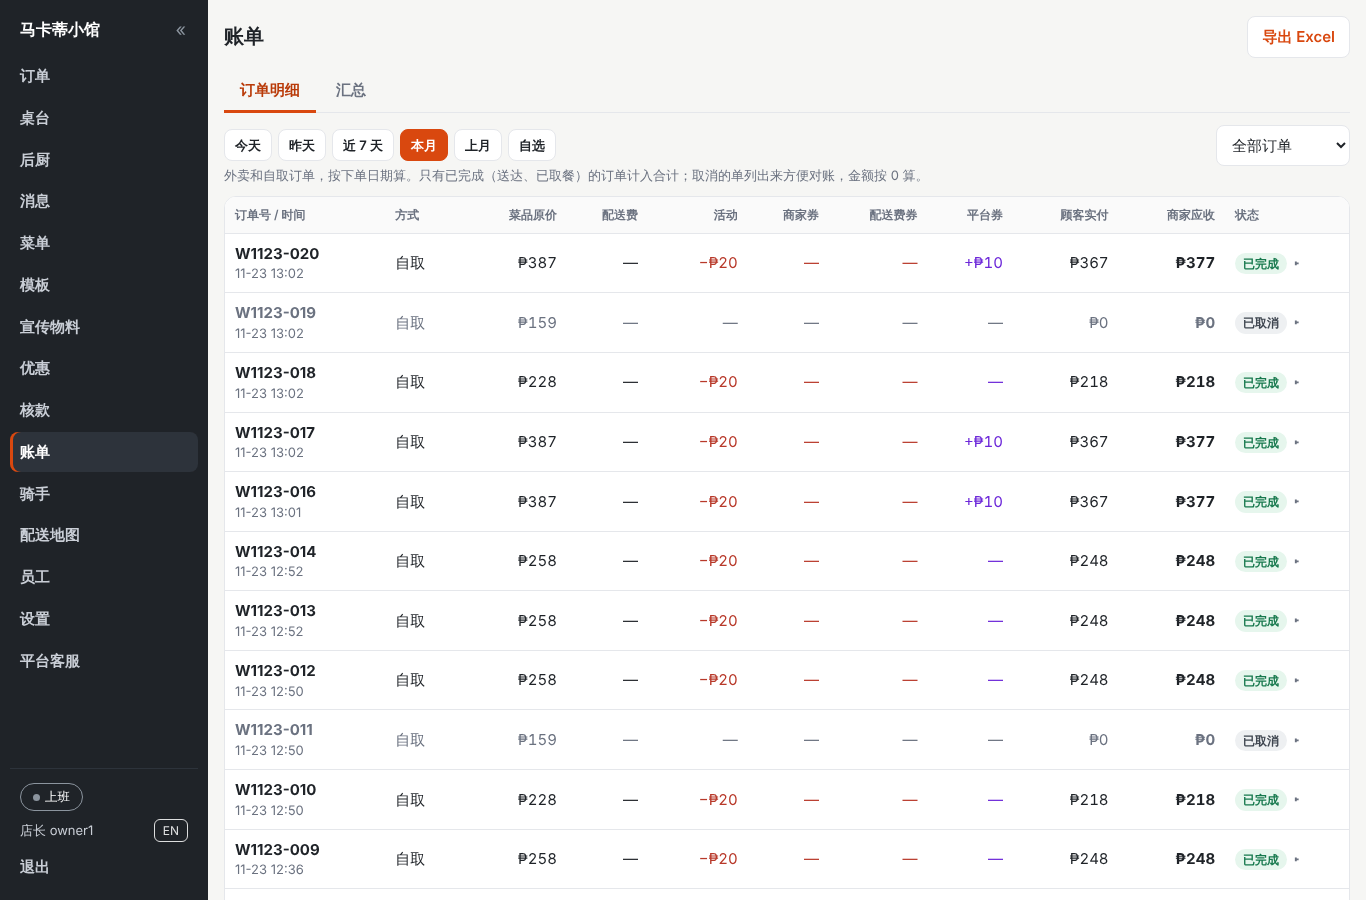 马卡蒂小馆 «
订单
桌台
后厨
消息
菜单
模板
宣传物料
优惠
核款
账单
骑手
配送地图
员工
设置
平台客服
上班
店长 owner1 EN
退出
账单 导出 Excel
订单明细 汇总
今天 昨天 近 7 天 本月 上月 自选 全部订单
外卖和自取订单，按下单日期算。只有已完成（送达、已取餐）的订单计入合计；取消的单列出来方便对账，金额按 0 算。
订单号 / 时间 方式 菜品原价 配送费 活动 商家券 配送费券 平台券 顾客实付 商家应收 状态
W1123-020 自取 ₱387 — −₱20 — — +₱10 ₱367 ₱377 已完成 ▸
11-23 13:02
W1123-019 自取 ₱159 — — — — — ₱0 ₱0 已取消 ▸
11-23 13:02
W1123-018 自取 ₱228 — −₱20 — — — ₱218 ₱218 已完成 ▸
11-23 13:02
W1123-017 自取 ₱387 — −₱20 — — +₱10 ₱367 ₱377 已完成 ▸
11-23 13:02
W1123-016 自取 ₱387 — −₱20 — — +₱10 ₱367 ₱377 已完成 ▸
11-23 13:01
W1123-014 自取 ₱258 — −₱20 — — — ₱248 ₱248 已完成 ▸
11-23 12:52
W1123-013 自取 ₱258 — −₱20 — — — ₱248 ₱248 已完成 ▸
11-23 12:52
W1123-012 自取 ₱258 — −₱20 — — — ₱248 ₱248 已完成 ▸
11-23 12:50
W1123-011 自取 ₱159 — — — — — ₱0 ₱0 已取消 ▸
11-23 12:50
W1123-010 自取 ₱228 — −₱20 — — — ₱218 ₱218 已完成 ▸
11-23 12:50
W1123-009 自取 ₱258 — −₱20 — — — ₱248 ₱248 已完成 ▸
11-23 12:36